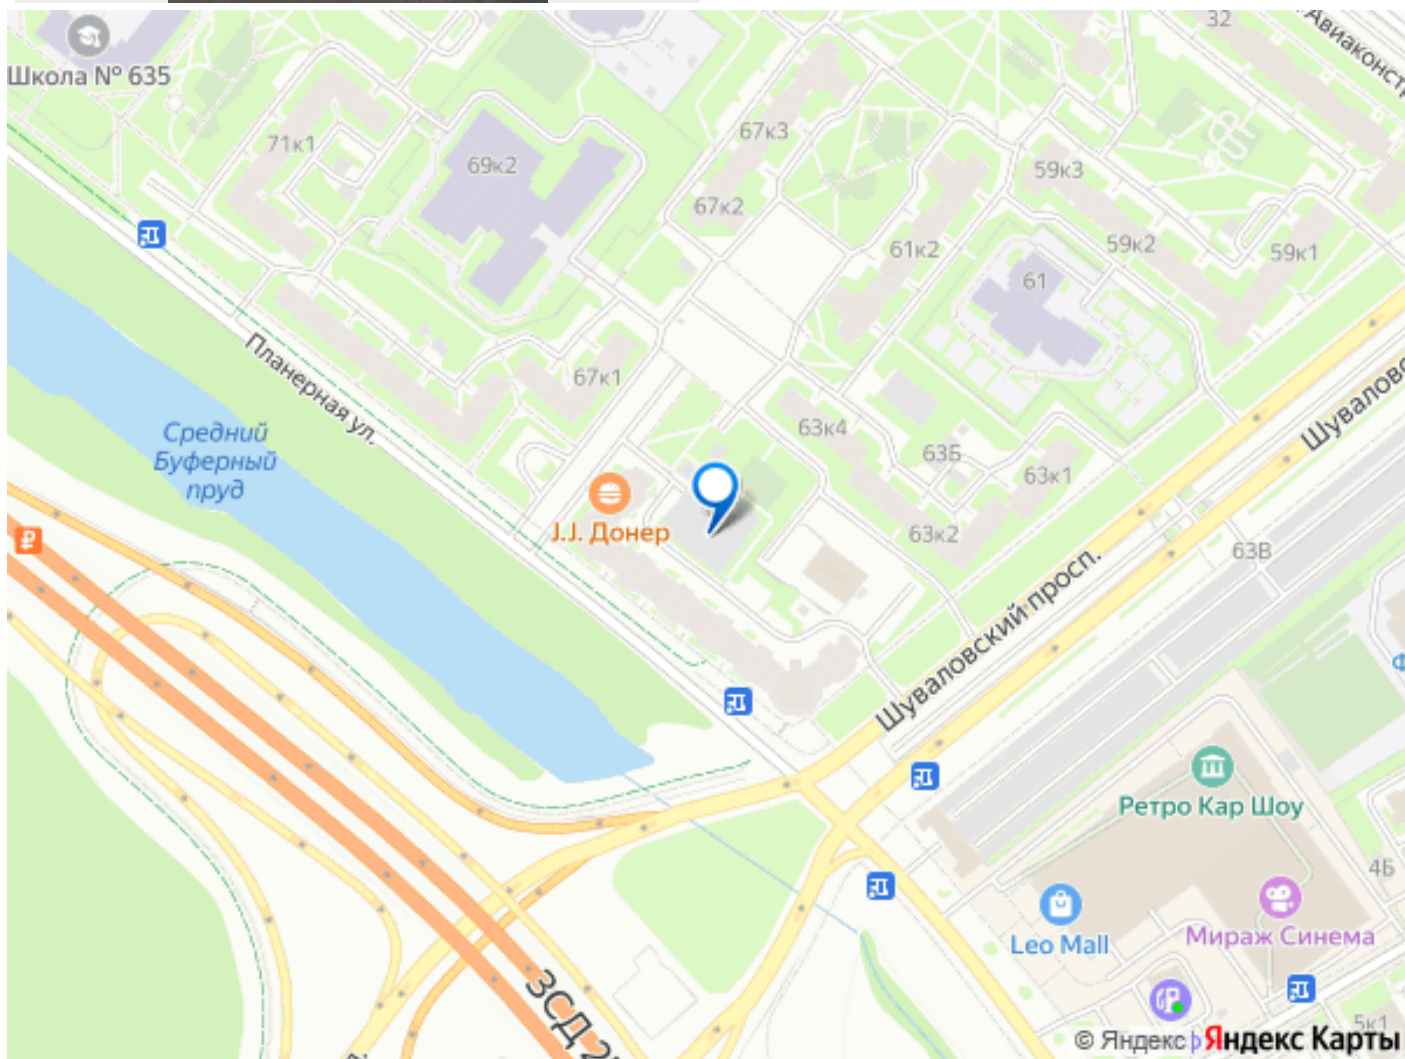 32
Авиаконстр
Школа № 635
67к3
71к1
69к2
59к3
67к2
61к2
59к2
59к1
61
Планерная ул.
67к1
Шуваловс
Средний
Буферный
пруд
63к4
63Б
63к1
J.J. Донер
63к2
63В
Шуваловский просп.
Ретро Кар Шоу
4Б
Leo Mall
Мираж Синема
ЗСД
5к1
© Яндекс Яндекс Карты